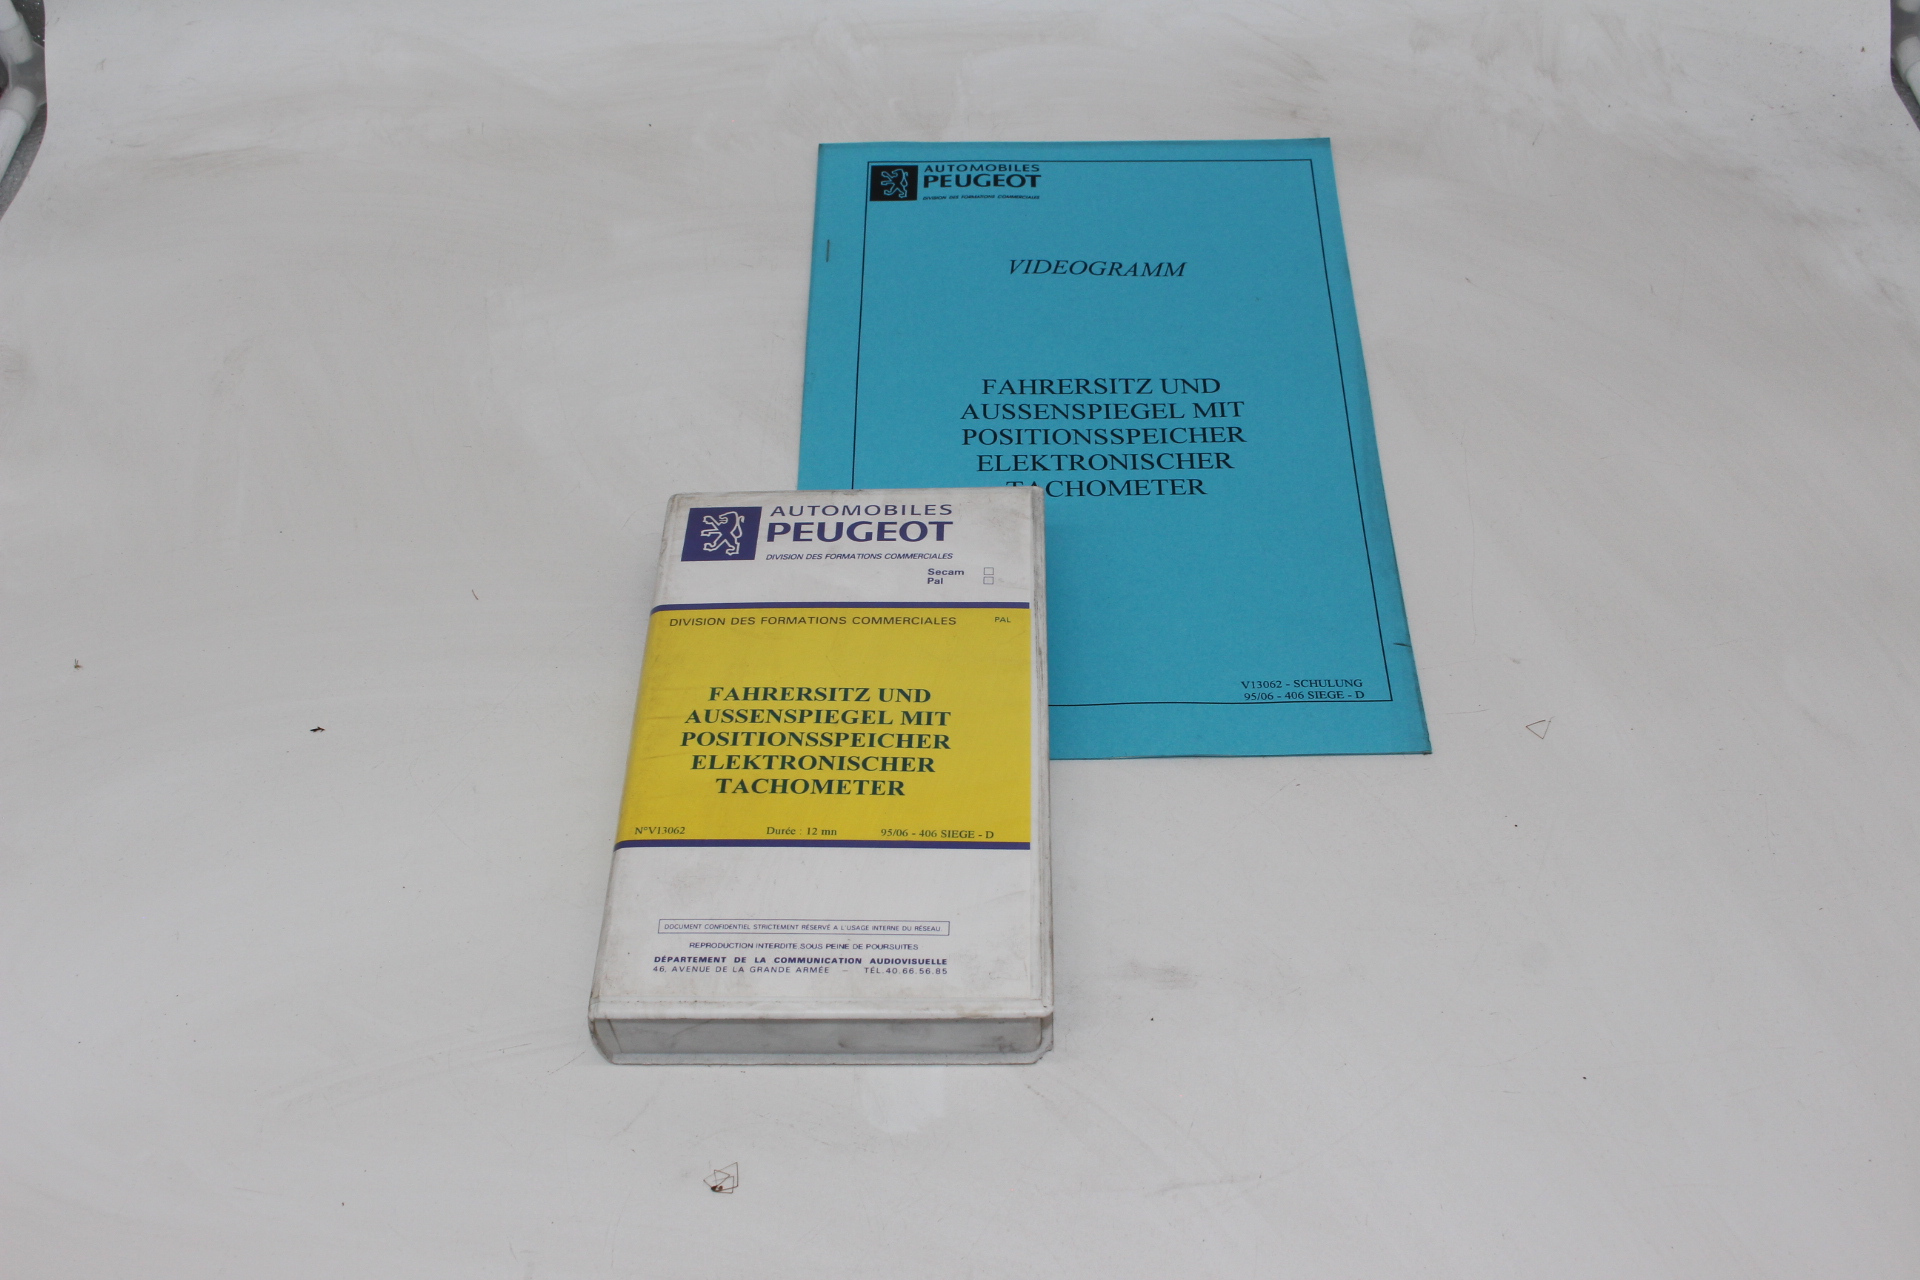 AUTOMOBILES
PEUGEOT
DIVISION DES FORMATIONS COMMERCIALES
VIDEOGRAMM
FAHRERSITZ UND
AUSSENSPIEGEL MIT
POSITIONSSPEICHER
ELEKTRONISCHER
TACHOMETER
V13062 - SCHULUNG
95/06 - 406 SIEGE - D
AUTOMOBILES
PEUGEOT
DIVISION DES FORMATIONS COMMERCIALES
Secam
Pal
DIVISION DES FORMATIONS COMMERCIALES PAL
FAHRERSITZ UND
AUSSENSPIEGEL MIT
POSITIONSSPEICHER
ELEKTRONISCHER
TACHOMETER
N°V13062 Durée : 12 mn 95/06 - 406 SIEGE - D
DOCUMENT CONFIDENTIEL STRICTEMENT RÉSERVÉ A L'USAGE INTERNE DU RÉSEAU
REPRODUCTION INTERDITE SOUS PEINE DE POURSUITES
DÉPARTEMENT DE LA COMMUNICATION AUDIOVISUELLE
46, AVENUE DE LA GRANDE ARMÉE — TÉL. 40.66.56.85